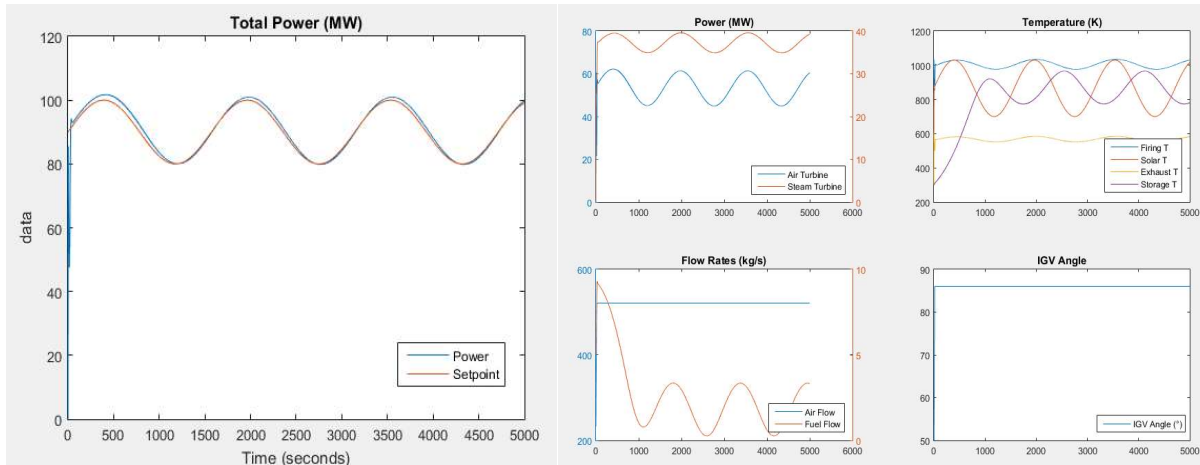 Total Power (MW)
120
100
80
60
40
20
0
data
0 500 1000 1500 2000 2500 3000 3500 4000 4500 5000
Time (seconds)
Power
Setpoint
Power (MW)
80
60
40
20
0
40
30
20
10
0
0 1000 2000 3000 4000 5000 6000
Air Turbine
Steam Turbine
Temperature (K)
1200
1000
800
600
400
200
0 1000 2000 3000 4000 5000
Firing T
Solar T
Exhaust T
Storage T
Flow Rates (kg/s)
600
400
200
10
5
0
0 1000 2000 3000 4000 5000 6000
Air Flow
Fuel Flow
IGV Angle
90
80
70
60
50
0 1000 2000 3000 4000 5000
IGV Angle (°)